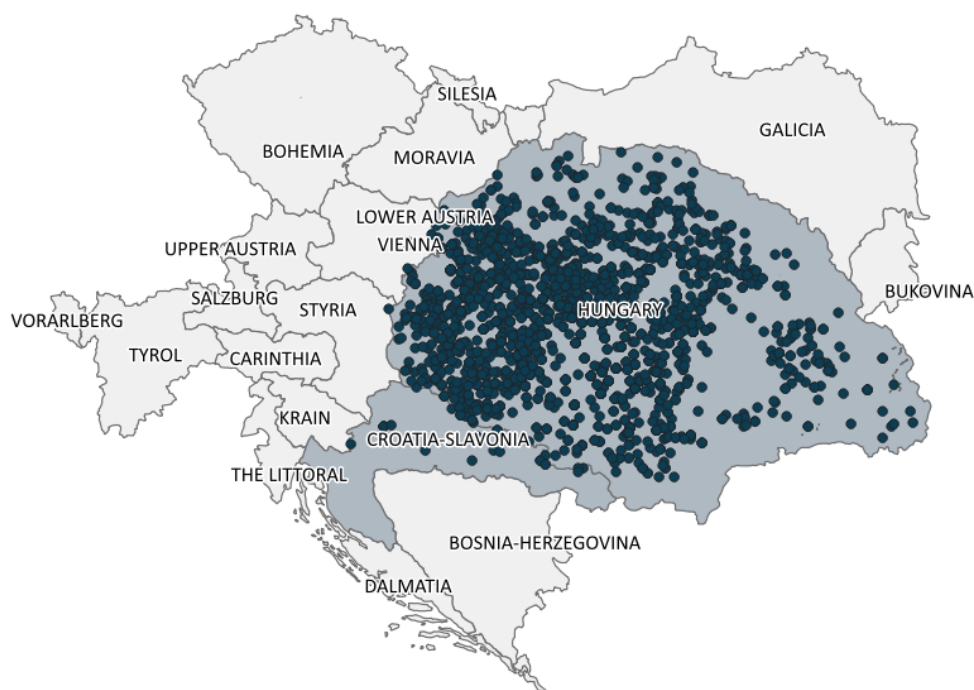 SILESIA
GALICIA
BOHEMIA
MORAVIA
LOWER AUSTRIA
UPPER AUSTRIA
VIENNA
BUKOVINA
SALZBURG
STYRIA
HUNGARY
VORARLBERG
TYROL
CARINTHIA
KRAIN
CROATIA-SLAVONIA
THE LITTORAL
BOSNIA-HERZEGOVINA
DALMATIA